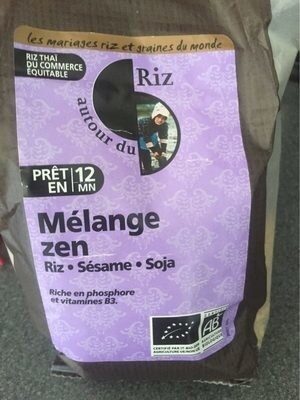 les mariages riz et graines du monde
RIZ THAÏ
DU COMMERCE
ÉQUITABLE
autour du
Riz
PRÊT
EN
12
MN
Mélange
zen
Riz • Sésame • Soja
Riche en phosphore
et vitamines B3.
AB